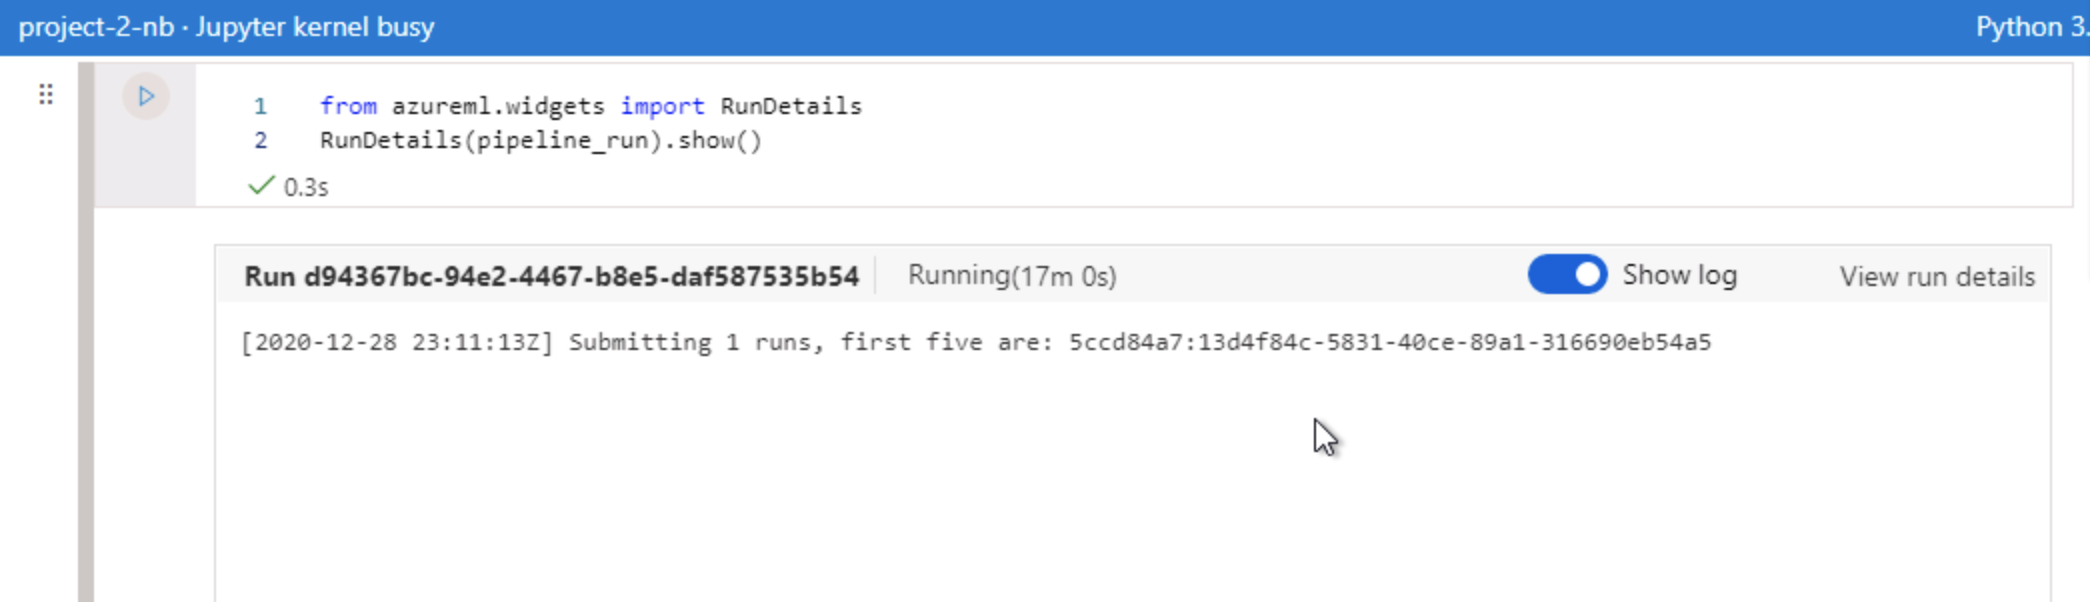 project-2-nb · Jupyter kernel busy
Python 3.
1 from azureml.widgets import RunDetails
2 RunDetails(pipeline_run).show()
0.3s
Run d94367bc-94e2-4467-b8e5-daf587535b54 Running(17m 0s) Show log View run details
[2020-12-28 23:11:13Z] Submitting 1 runs, first five are: 5ccd84a7:13d4f84c-5831-40ce-89a1-316690eb54a5